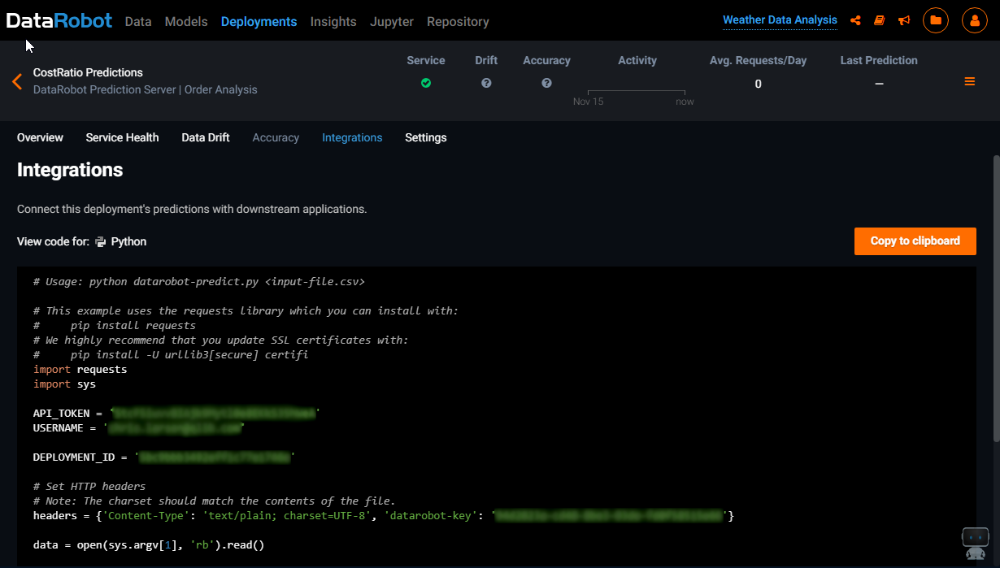 DataRobot Data Models Deployments Insights Jupyter Repository Weather Data Analysis
Service Drift Accuracy Activity Avg. Requests/Day Last Prediction
CostRatio Predictions
DataRobot Prediction Server | Order Analysis
0 –
Nov 15 now
Overview Service Health Data Drift Accuracy Integrations Settings
Integrations
Connect this deployment's predictions with downstream applications.
View code for: Python
Copy to clipboard
# Usage: python datarobot-predict.py <input-file.csv>
# This example uses the requests library which you can install with:
#     pip install requests
# We highly recommend that you update SSL certificates with:
#     pip install -U urllib3[secure] certifi
import requests
import sys
API_TOKEN = ' '
USERNAME = ' '
DEPLOYMENT_ID = ' '
# Set HTTP headers
# Note: The charset should match the contents of the file.
headers = {'Content-Type': 'text/plain; charset=UTF-8', 'datarobot-key': ' '}
data = open(sys.argv[1], 'rb').read()